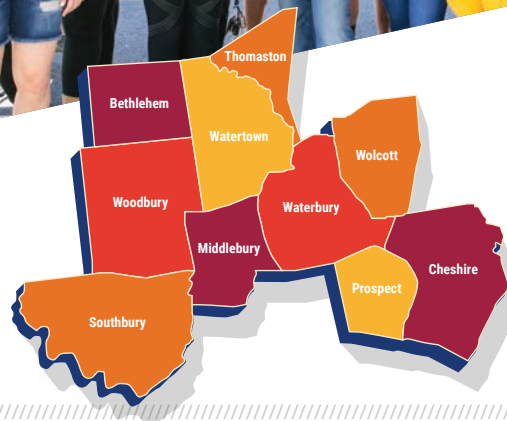 Thomaston
Bethlehem
Watertown
Wolcott
Woodbury
Waterbury
Middlebury
Cheshire
Prospect
Southbury